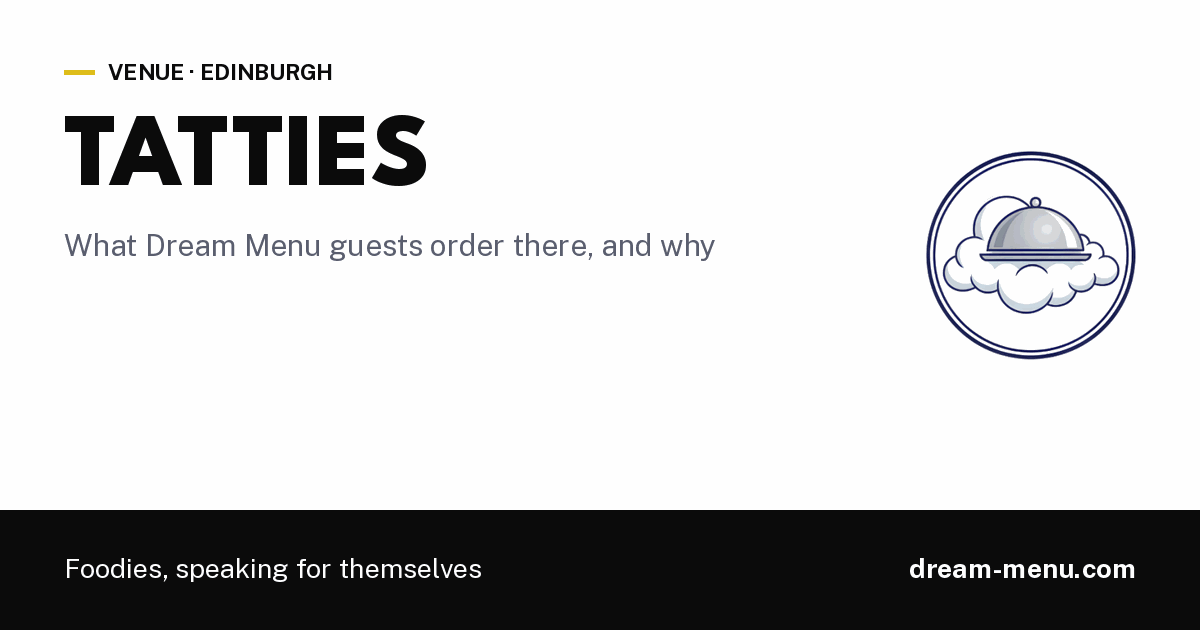 VENUE · EDINBURGH
TATTIES
What Dream Menu guests order there, and why
Foodies, speaking for themselves
dream-menu.com